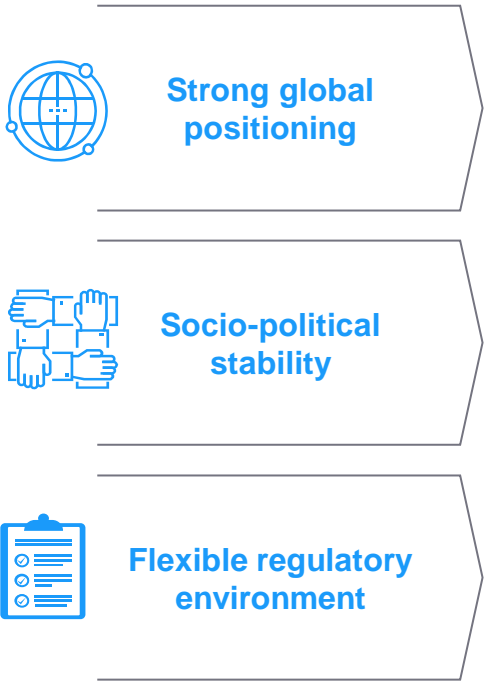 Strong global
positioning
Socio-political
stability
Flexible regulatory
environment